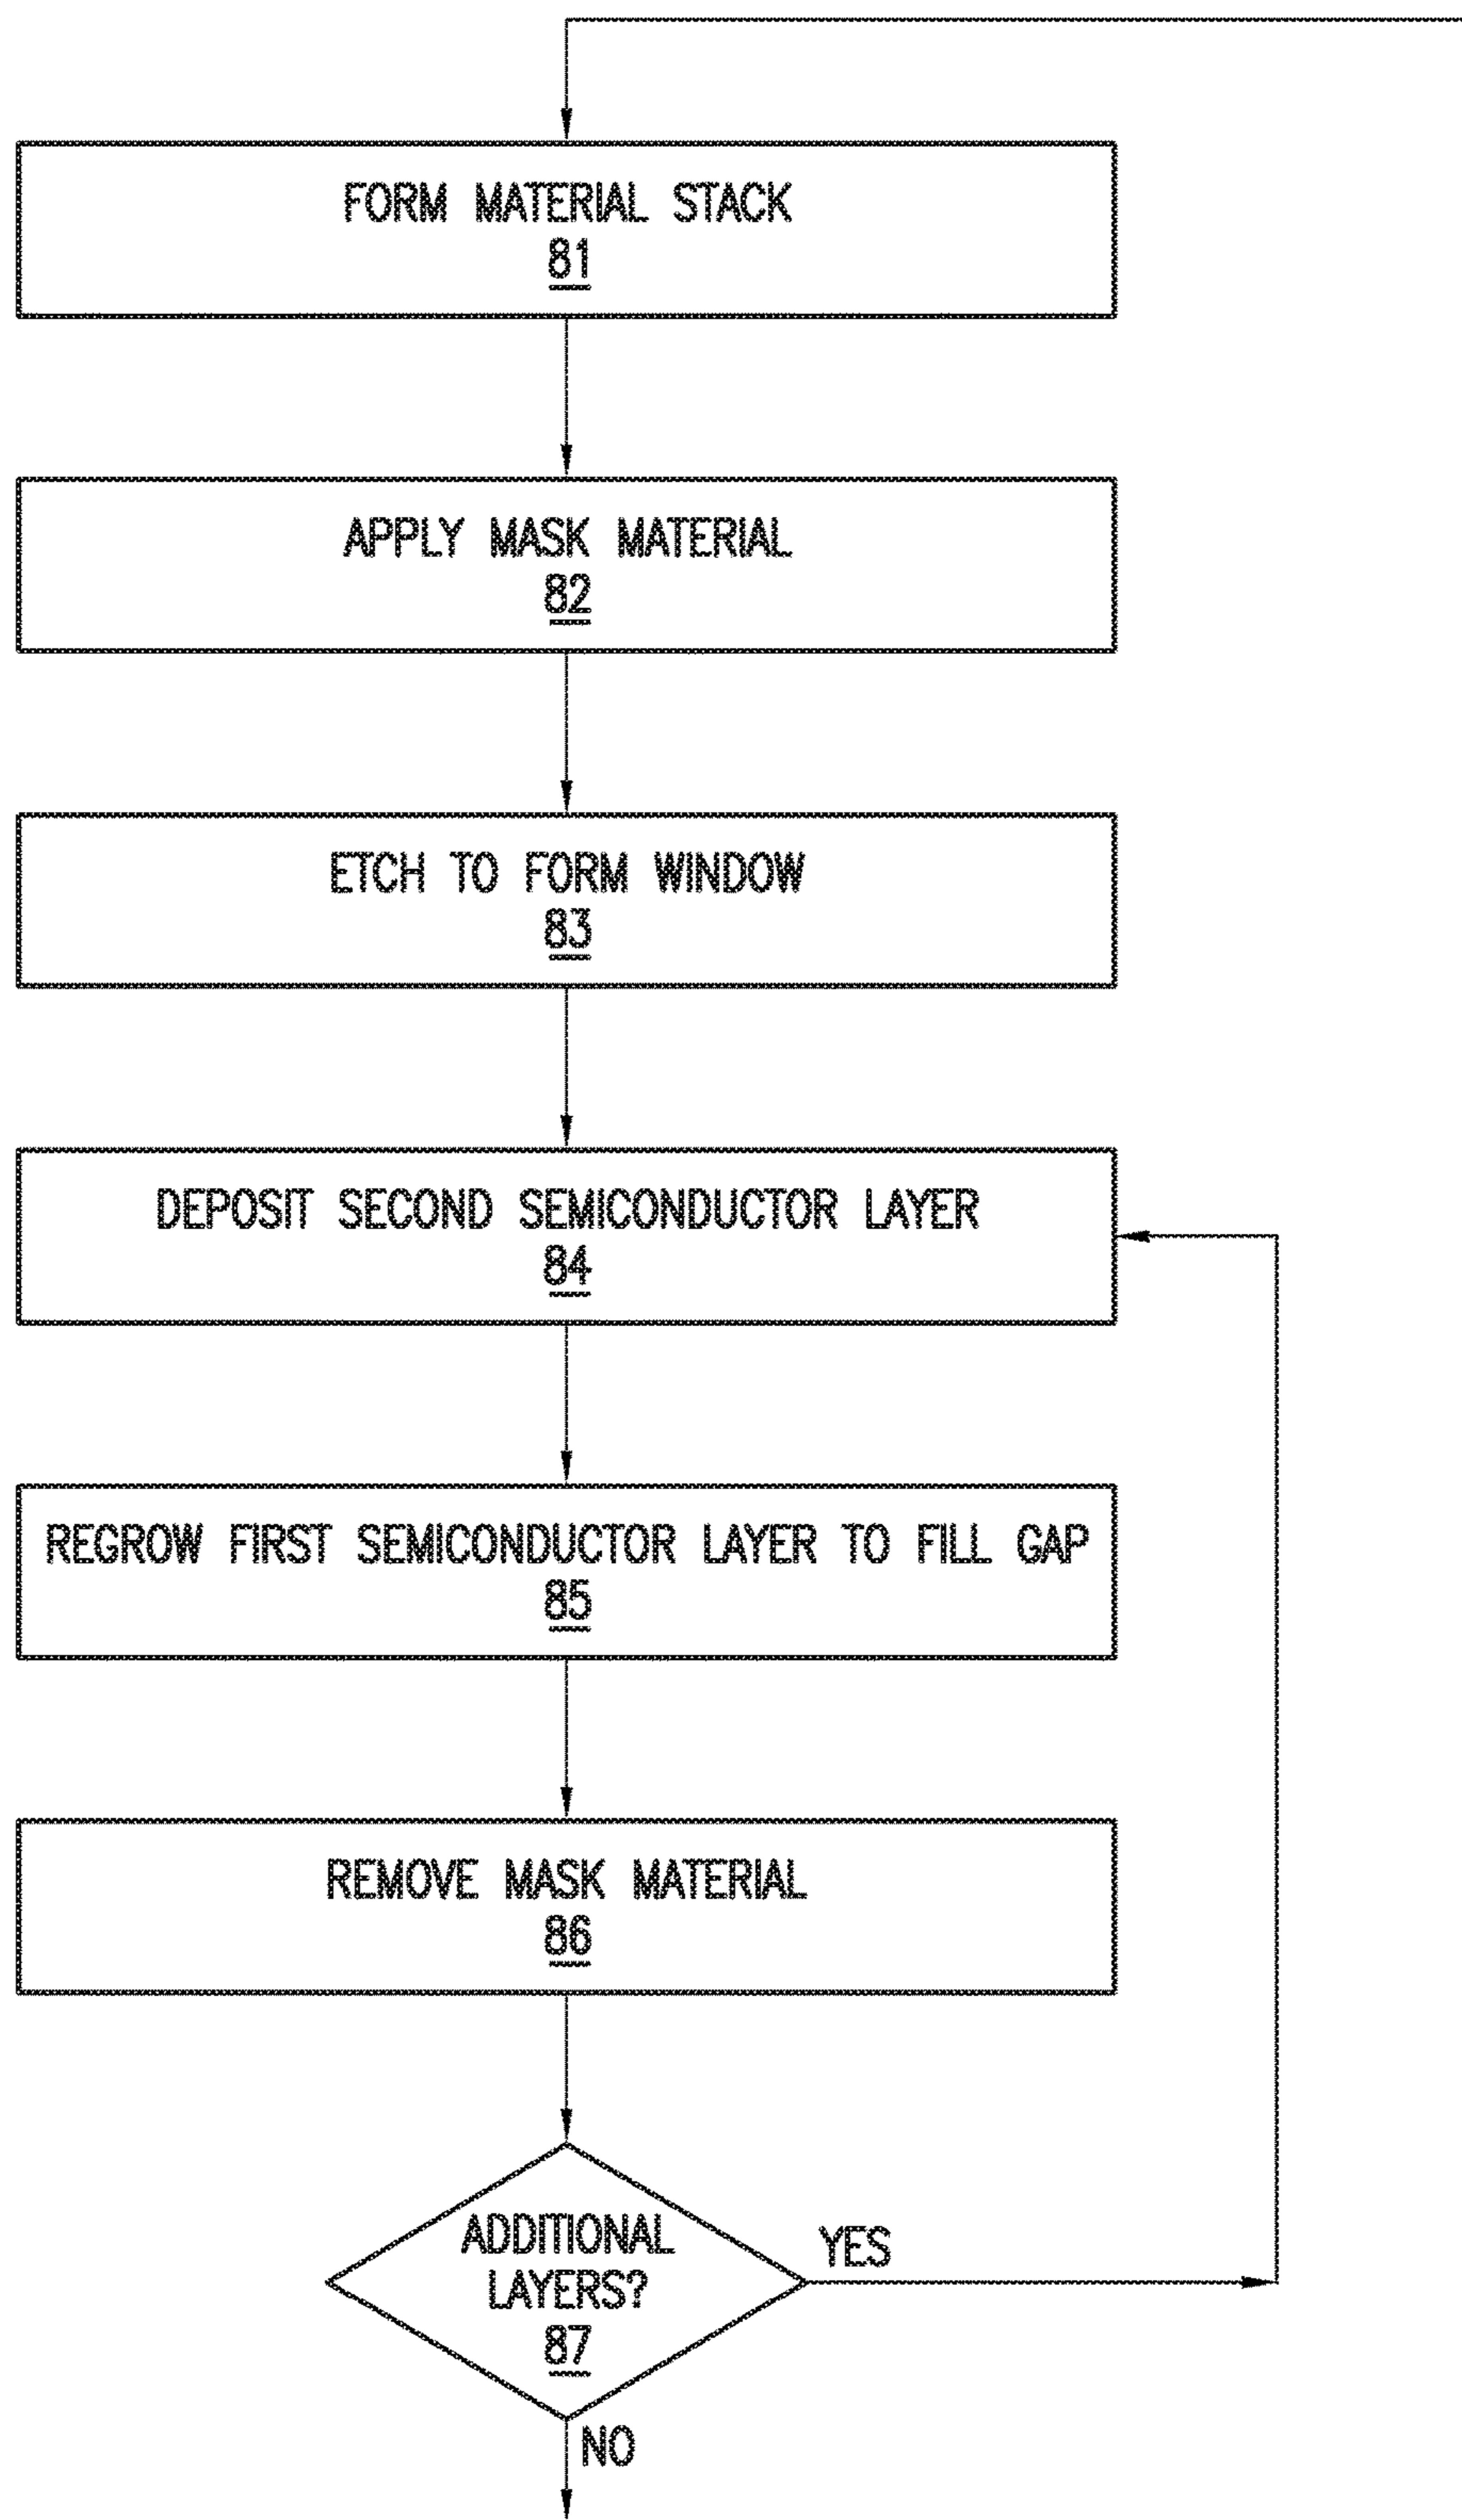 FORM MATERIAL STACK
81
APPLY MASK MATERIAL
82
ETCH TO FORM WINDOW
83
DEPOSIT SECOND SEMICONDUCTOR LAYER
84
REGROW FIRST SEMICONDUCTOR LAYER TO FILL GAP
85
REMOVE MASK MATERIAL
86
ADDITIONAL
LAYERS?
87
YES
NO